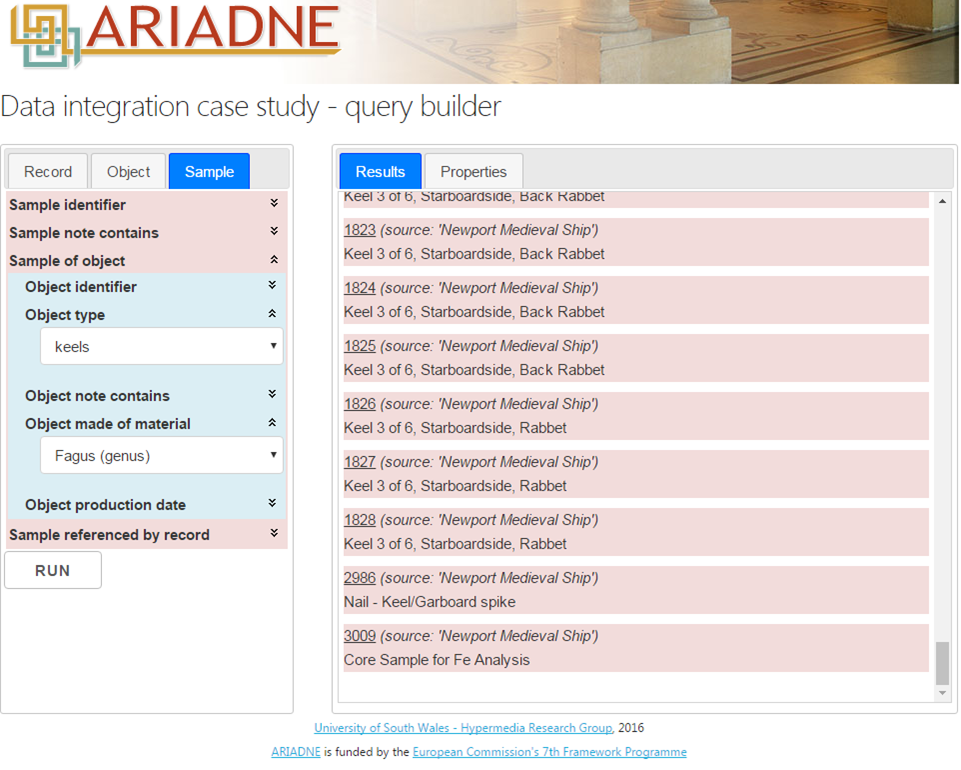 ARIADNE
Data integration case study - query builder
Record Object Sample
Sample identifier
Sample note contains
Sample of object
Object identifier
Object type
keels
Object note contains
Object made of material
Fagus (genus)
Object production date
Sample referenced by record
RUN
Results Properties
Keel 3 of 6, Starboardside, Back Rabbet
1823 (source: 'Newport Medieval Ship')
Keel 3 of 6, Starboardside, Back Rabbet
1824 (source: 'Newport Medieval Ship')
Keel 3 of 6, Starboardside, Back Rabbet
1825 (source: 'Newport Medieval Ship')
Keel 3 of 6, Starboardside, Back Rabbet
1826 (source: 'Newport Medieval Ship')
Keel 3 of 6, Starboardside, Rabbet
1827 (source: 'Newport Medieval Ship')
Keel 3 of 6, Starboardside, Rabbet
1828 (source: 'Newport Medieval Ship')
Keel 3 of 6, Starboardside, Rabbet
2986 (source: 'Newport Medieval Ship')
Nail - Keel/Garboard spike
3009 (source: 'Newport Medieval Ship')
Core Sample for Fe Analysis
University of South Wales - Hypermedia Research Group, 2016
ARIADNE is funded by the European Commission's 7th Framework Programme